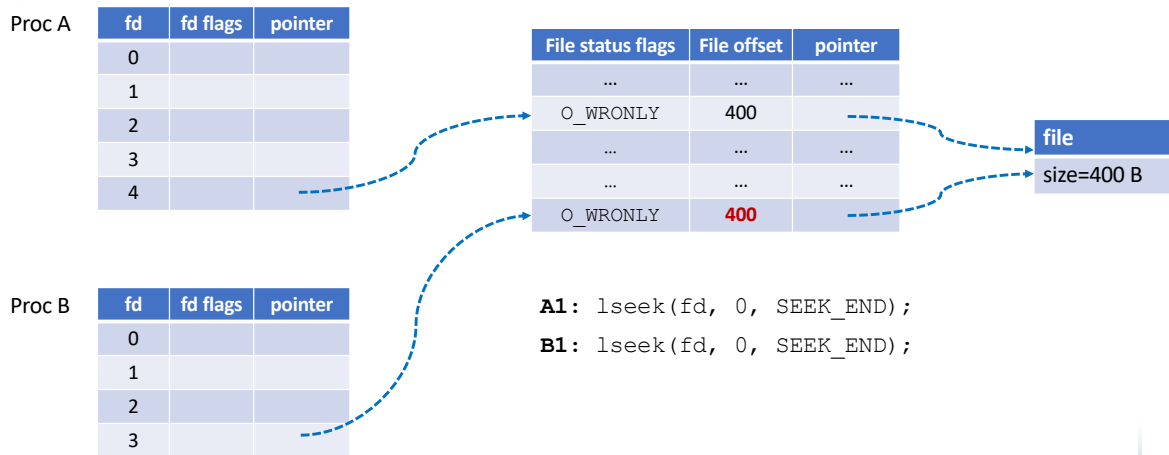 Proc A
fd fd flags pointer
0
1
2
3
4
File status flags File offset pointer
... ... ...
O_WRONLY 400
... ... ...
... ... ...
O_WRONLY 400
file
size=400 B
Proc B
fd fd flags pointer
0
1
2
3
A1: lseek(fd, 0, SEEK_END);
B1: lseek(fd, 0, SEEK_END);